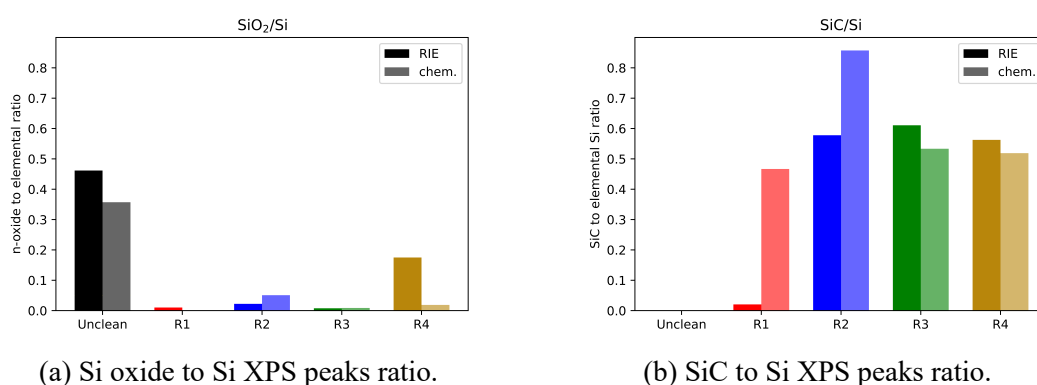 SiO₂/Si
n-oxide to elemental ratio
0.8
0.7
0.6
0.5
0.4
0.3
0.2
0.1
0.0
RIE
chem.
Unclean R1 R2 R3 R4
(a) Si oxide to Si XPS peaks ratio.
SiC/Si
SiC to elemental Si ratio
0.8
0.7
0.6
0.5
0.4
0.3
0.2
0.1
0.0
RIE
chem.
Unclean R1 R2 R3 R4
(b) SiC to Si XPS peaks ratio.